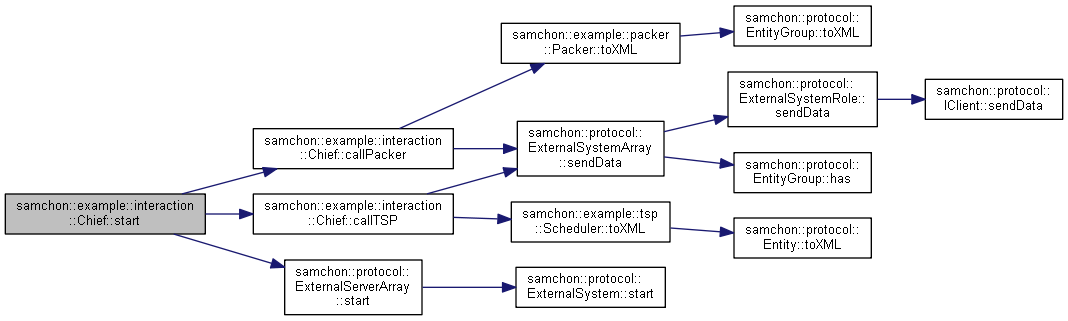 samchon::example::interaction
::Chief::start
samchon::example::interaction
::Chief::callPacker
samchon::example::interaction
::Chief::callTSP
samchon::protocol::
ExternalServerArray
::start
samchon::example::packer
::Packer::toXML
samchon::protocol::
ExternalSystemArray
::sendData
samchon::example::tsp
::Scheduler::toXML
samchon::protocol::
ExternalSystem::start
samchon::protocol::
EntityGroup::toXML
samchon::protocol::
ExternalSystemRole::
sendData
samchon::protocol::
EntityGroup::has
samchon::protocol::
Entity::toXML
samchon::protocol::
IClient::sendData